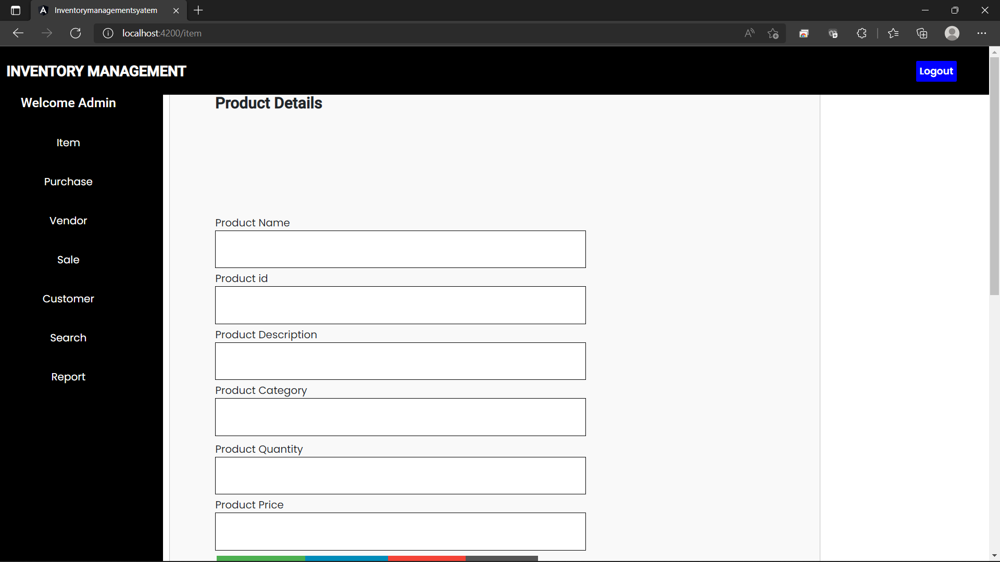 Inventorymanagementsyatem
localhost:4200/item
INVENTORY MANAGEMENT
Logout
Welcome Admin
Item
Purchase
Vendor
Sale
Customer
Search
Report
Product Details
Product Name
Product id
Product Description
Product Category
Product Quantity
Product Price